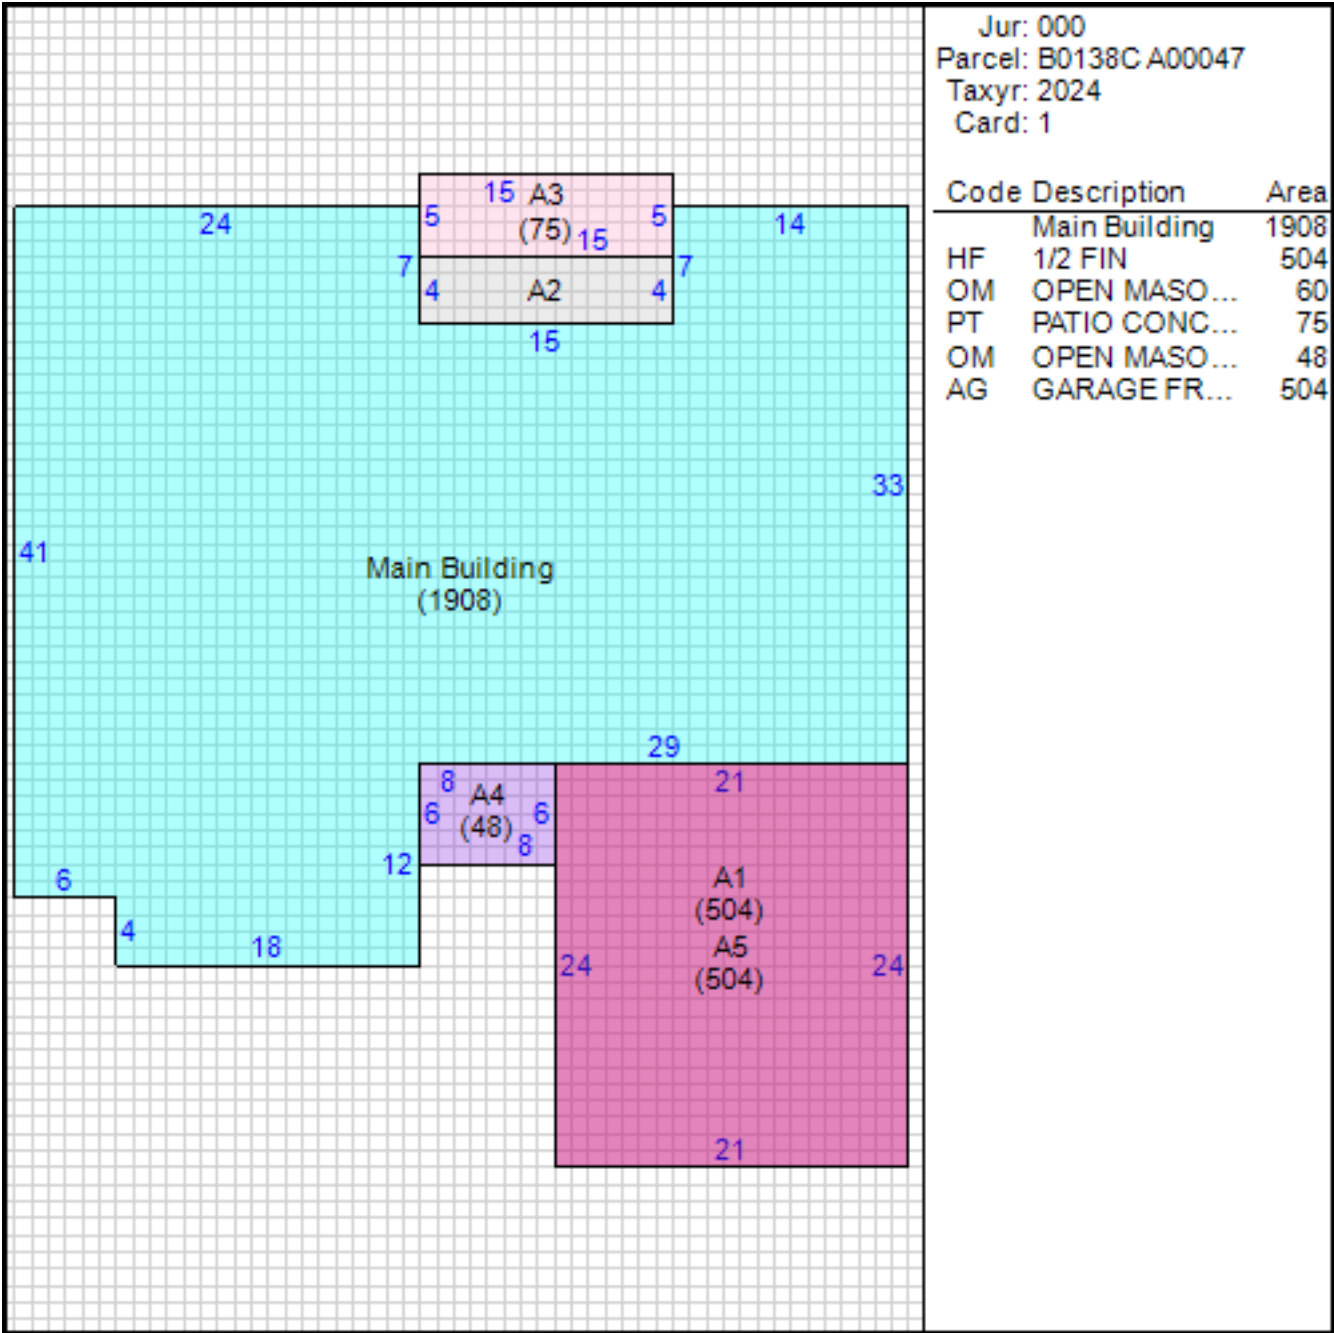 Jur: 000
Parcel: B0138C A00047
Taxyr: 2024
Card: 1
Code Description Area
Main Building 1908
HF 1/2 FIN 504
OM OPEN MASO... 60
PT PATIO CONC... 75
OM OPEN MASO... 48
AG GARAGE FR... 504
15 A3
24 5 (75) 5 14
15
7 7
4 A2 4
15
33
41
Main Building
(1908)
29
8 21
A4
6 (48) 6
8
12
6
A1
(504)
4
18
A5
24 (504) 24
21